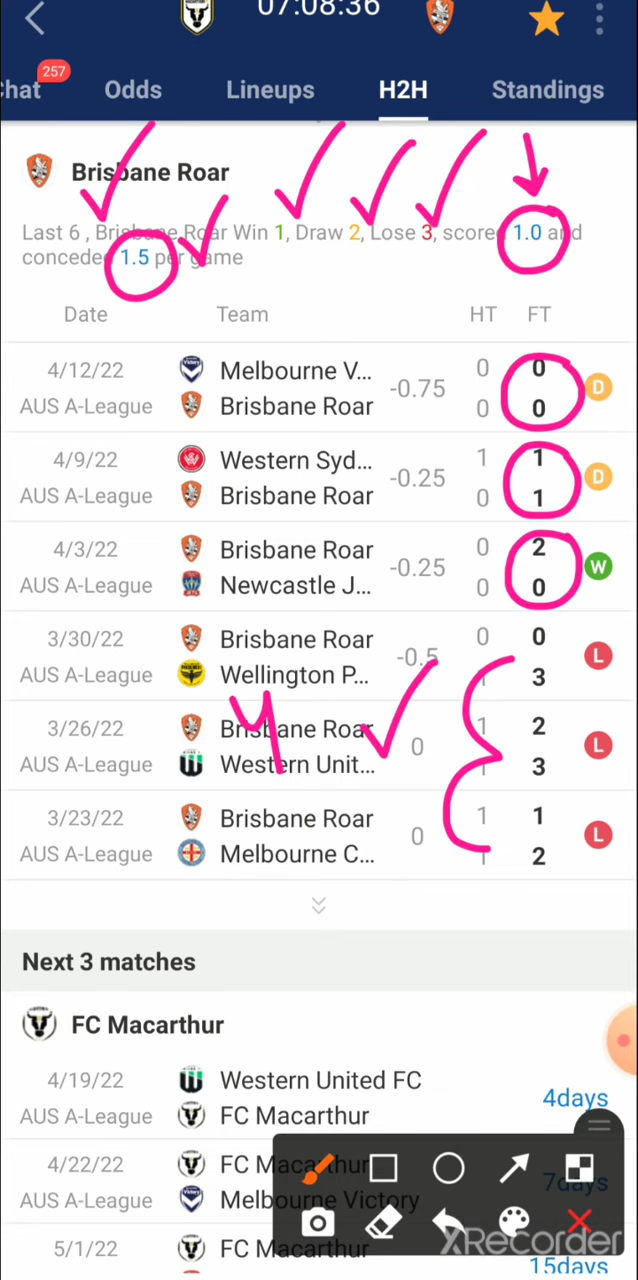 07:08:36
257
Chat Odds Lineups H2H Standings
Brisbane Roar
Last 6 , Brisbane Roar Win 1, Draw 2, Lose 3, scored 1.0 and
conceded 1.5 per game
Date Team HT FT
4/12/22 Melbourne V... 0 0
AUS A-League Brisbane Roar -0.75 0 0 D
4/9/22 Western Syd... 1 1
AUS A-League Brisbane Roar -0.25 0 1 D
4/3/22 Brisbane Roar 0 2
AUS A-League Newcastle J... -0.25 0 0 W
3/30/22 Brisbane Roar 0 0
AUS A-League Wellington P... -0.5 1 3 L
3/26/22 Brisbane Roar 1 2
AUS A-League Western Unit... 0 1 3 L
3/23/22 Brisbane Roar 1 1
AUS A-League Melbourne C... 0 1 2 L
Next 3 matches
FC Macarthur
4/19/22 Western United FC
AUS A-League FC Macarthur 4days
4/22/22 FC Macarthur
AUS A-League Melbourne Victory 7days
5/1/22 FC Macarthur
15days
XRecorder